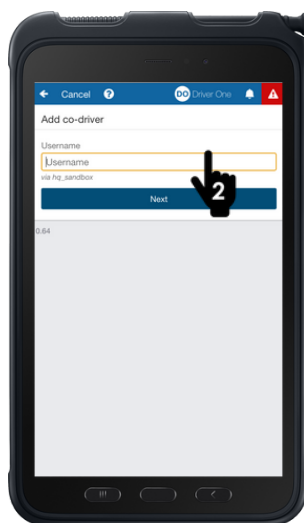 Cancel ? DO Driver One
Add co-driver
Username
Username
via hq_sandbox
Next
2
0.64